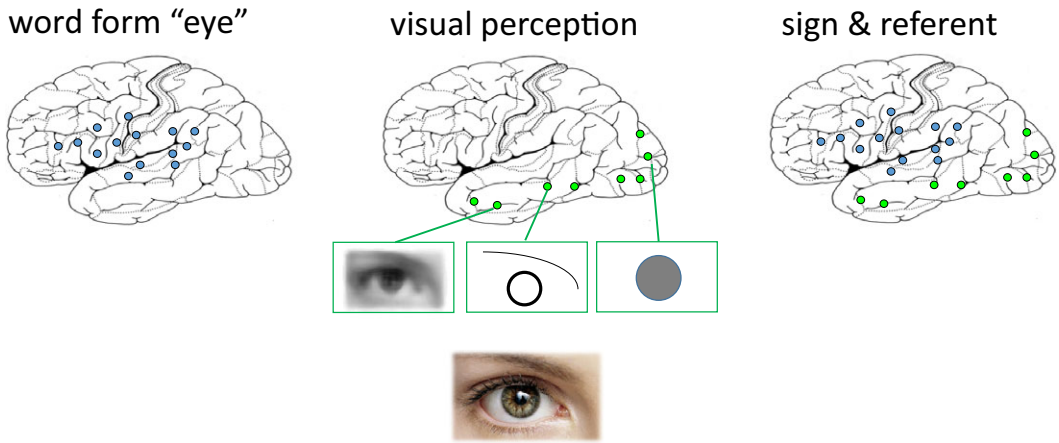 word form “eye”
visual perception
sign & referent